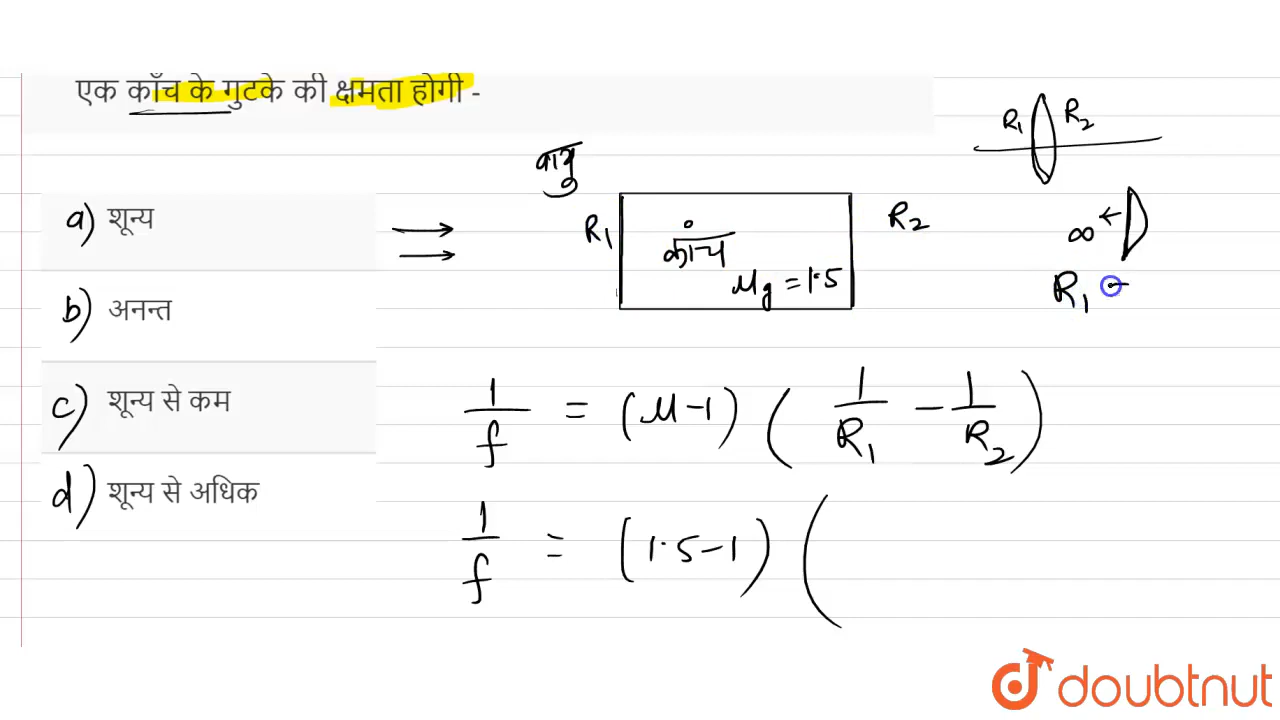 एक काँच के गुटके की क्षमता होगी -
R₁ R₂
वायु
a) शून्य
R₁
काँच
μg = 1.5
R₂
∞ ←
R₁ =
b) अनन्त
c) शून्य से कम
1/f = (μ-1) (1/R₁ - 1/R₂)
d) शून्य से अधिक
1/f = (1.5-1) (
doubtnut